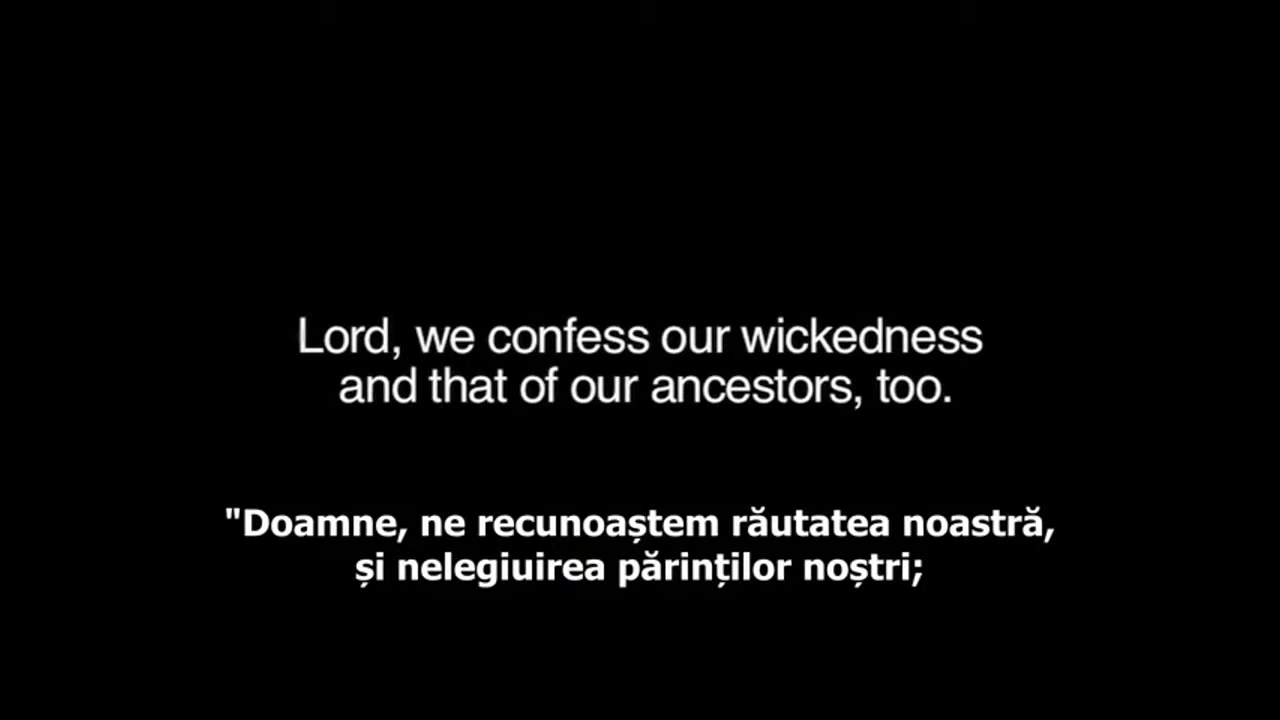 Lord, we confess our wickedness
and that of our ancestors, too.
"Doamne, ne recunoaștem răutatea noastră,
și nelegiuirea părinților noștri;